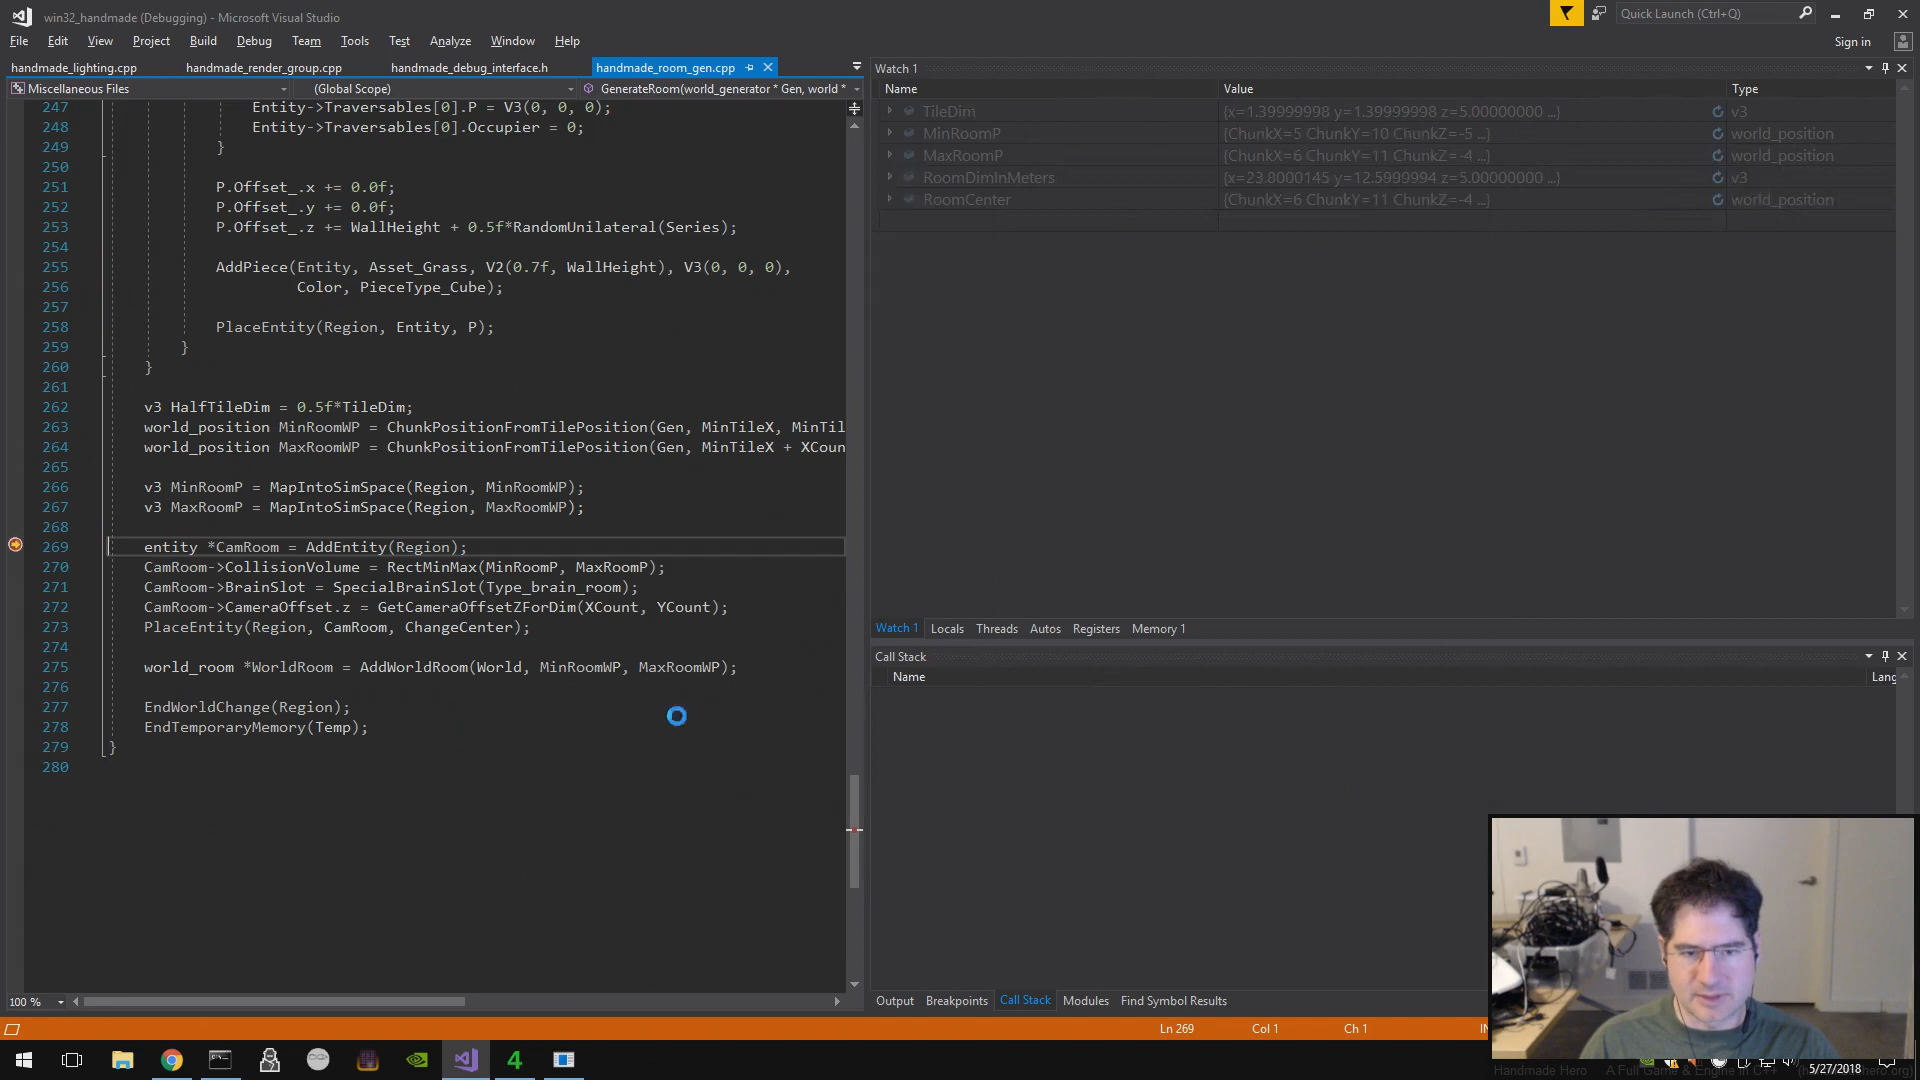 win32_handmade (Debugging) - Microsoft Visual Studio
Quick Launch (Ctrl+Q)
File Edit View Project Build Debug Team Tools Test Analyze Window Help
Sign in
handmade_lighting.cpp handmade_render_group.cpp handmade_debug_interface.h handmade_room_gen.cpp
Miscellaneous Files (Global Scope) GenerateRoom(world_generator * Gen, world *
247 Entity->Traversables[0].P = V3(0, 0, 0);
248 Entity->Traversables[0].Occupier = 0;
249 }
250
251 P.Offset_.x += 0.0f;
252 P.Offset_.y += 0.0f;
253 P.Offset_.z += WallHeight + 0.5f*RandomUnilateral(Series);
254
255 AddPiece(Entity, Asset_Grass, V2(0.7f, WallHeight), V3(0, 0, 0),
256 Color, PieceType_Cube);
257
258 PlaceEntity(Region, Entity, P);
259 }
260 }
261
262 v3 HalfTileDim = 0.5f*TileDim;
263 world_position MinRoomWP = ChunkPositionFromTilePosition(Gen, MinTileX, MinTil
264 world_position MaxRoomWP = ChunkPositionFromTilePosition(Gen, MinTileX + XCoun
265
266 v3 MinRoomP = MapIntoSimSpace(Region, MinRoomWP);
267 v3 MaxRoomP = MapIntoSimSpace(Region, MaxRoomWP);
268
269 entity *CamRoom = AddEntity(Region);
270 CamRoom->CollisionVolume = RectMinMax(MinRoomP, MaxRoomP);
271 CamRoom->BrainSlot = SpecialBrainSlot(Type_brain_room);
272 CamRoom->CameraOffset.z = GetCameraOffsetZForDim(XCount, YCount);
273 PlaceEntity(Region, CamRoom, ChangeCenter);
274
275 world_room *WorldRoom = AddWorldRoom(World, MinRoomWP, MaxRoomWP);
276
277 EndWorldChange(Region);
278 EndTemporaryMemory(Temp);
279 }
280
100 %
Watch 1
Name Value Type
TileDim {x=1.39999998 y=1.39999998 z=5.00000000 ...} v3
MinRoomP {ChunkX=5 ChunkY=10 ChunkZ=-5 ...} world_position
MaxRoomP {ChunkX=6 ChunkY=11 ChunkZ=-4 ...} world_position
RoomDimInMeters {x=23.8000145 y=12.5999994 z=5.00000000 ...} v3
RoomCenter {ChunkX=6 ChunkY=11 ChunkZ=-4 ...} world_position
Watch 1 Locals Threads Autos Registers Memory 1
Call Stack
Name Lang
Output Breakpoints Call Stack Modules Find Symbol Results
Ln 269 Col 1 Ch 1 IN
4
5/27/2018
Handmade Hero A Full Game & Engine in C++